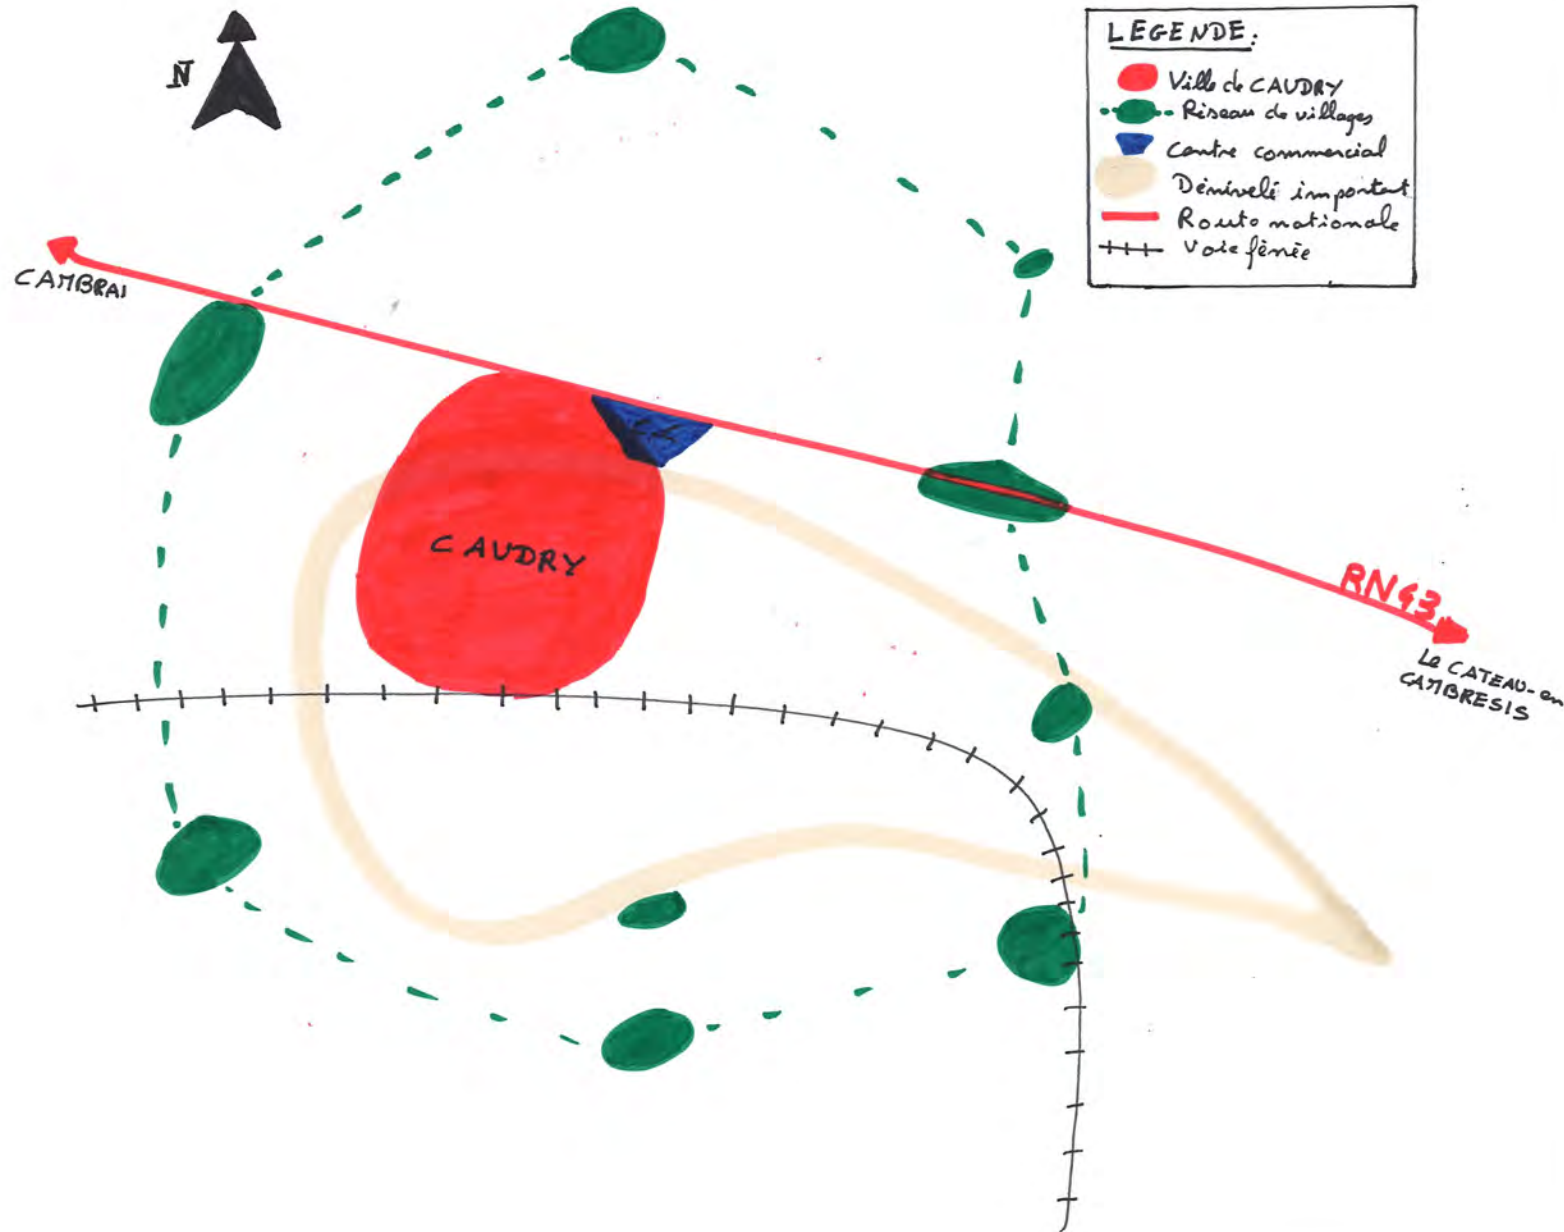 N
LEGENDE:
Ville de CAUDRY
Réseau de villages
Centre commercial
Dénivelé important
Route nationale
Voie férrée
CAMBRAI
CAUDRY
RN43
Le CATEAU-en
CAMBRESIS